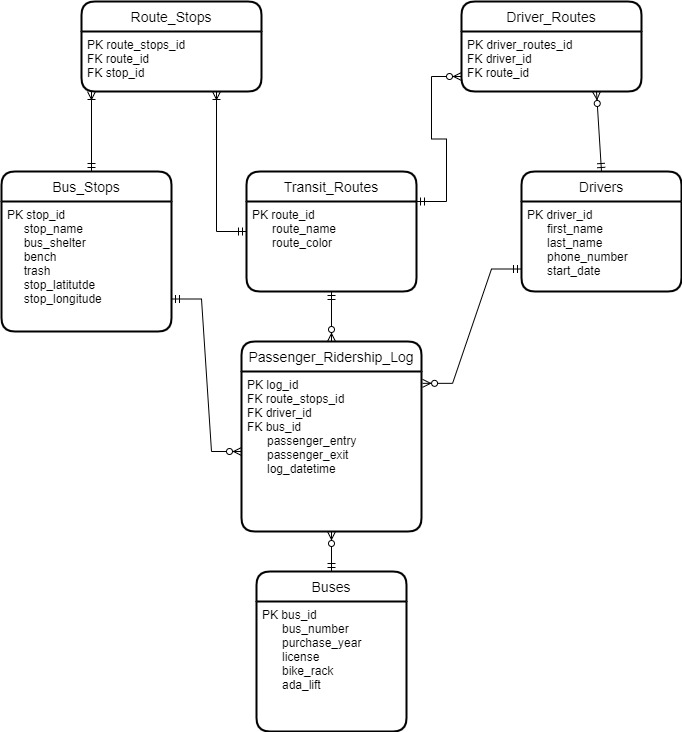 Route_Stops
PK route_stops_id
FK route_id
FK stop_id
Driver_Routes
PK driver_routes_id
FK driver_id
FK route_id
Bus_Stops
PK stop_id
stop_name
bus_shelter
bench
trash
stop_latitutde
stop_longitude
Transit_Routes
PK route_id
route_name
route_color
Drivers
PK driver_id
first_name
last_name
phone_number
start_date
Passenger_Ridership_Log
PK log_id
FK route_stops_id
FK driver_id
FK bus_id
passenger_entry
passenger_exit
log_datetime
Buses
PK bus_id
bus_number
purchase_year
license
bike_rack
ada_lift